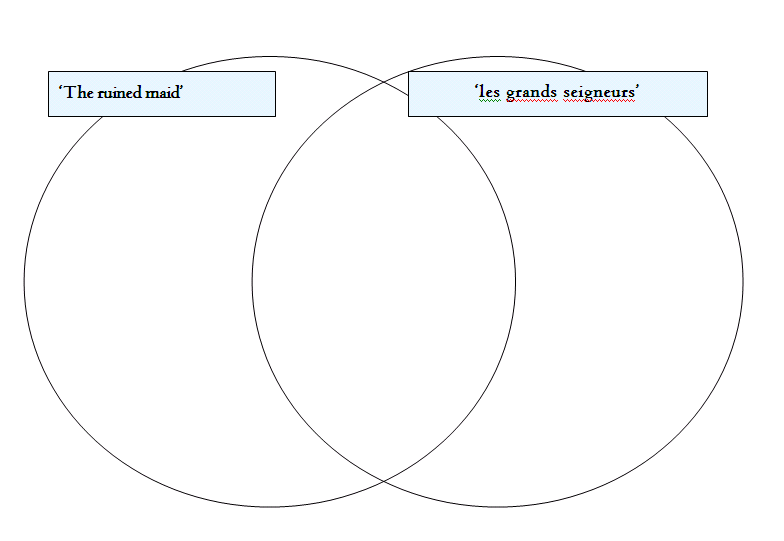 ‘The ruined maid’
‘les grands seigneurs’